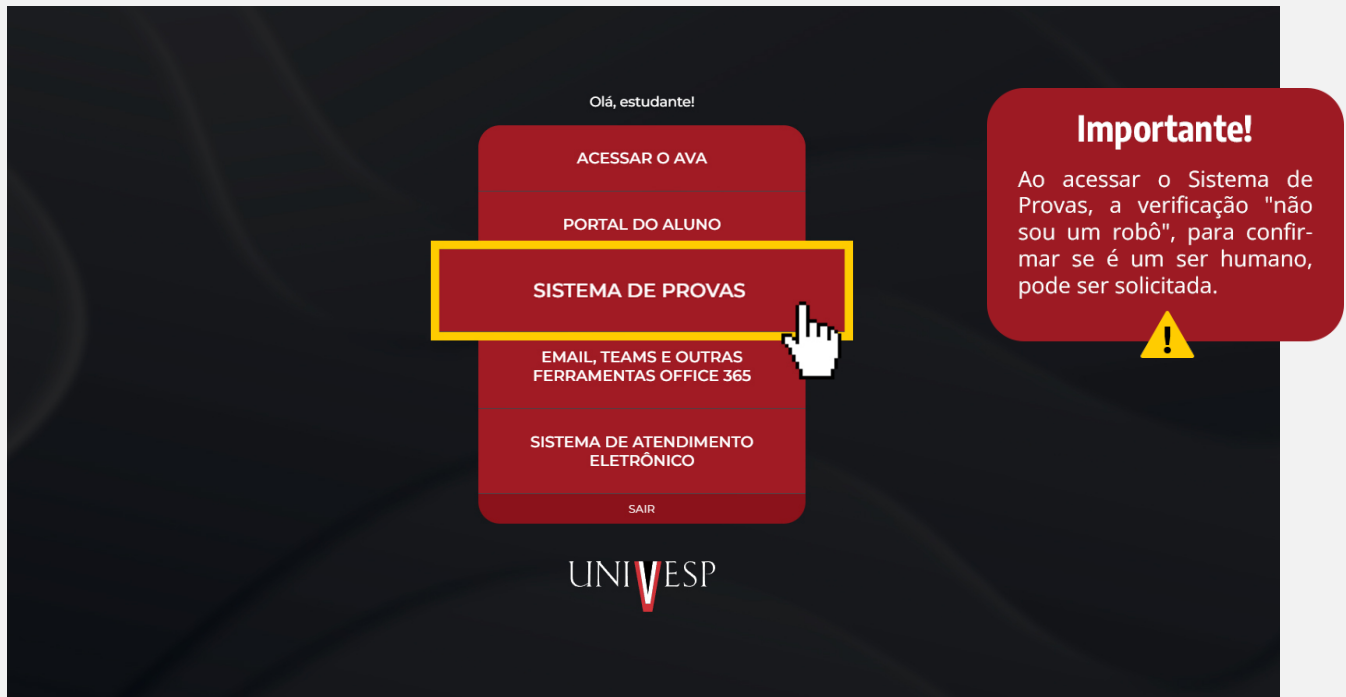 Olá, estudante!
ACESSAR O AVA
PORTAL DO ALUNO
SISTEMA DE PROVAS
EMAIL, TEAMS E OUTRAS
FERRAMENTAS OFFICE 365
SISTEMA DE ATENDIMENTO
ELETRÔNICO
SAIR
UNIVESP
Importante!
Ao acessar o Sistema de
Provas, a verificação "não
sou um robô", para confir-
mar se é um ser humano,
pode ser solicitada.
!